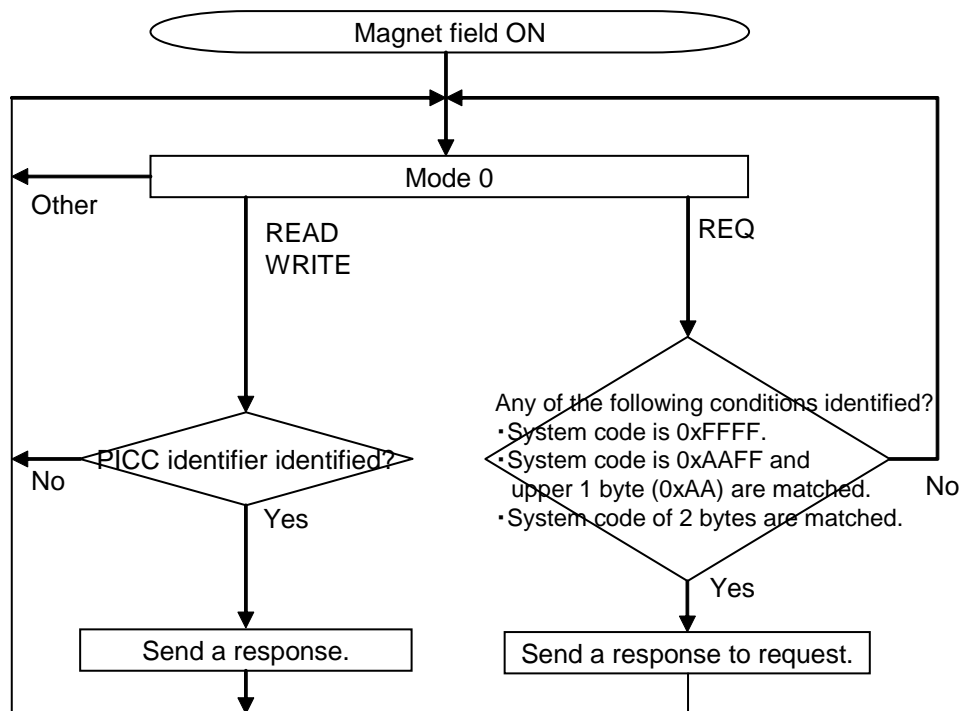 Magnet field ON
Mode 0
Other
READ
WRITE
REQ
Any of the following conditions identified?
・System code is 0xFFFF.
・System code is 0xAAFF and
upper 1 byte (0xAA) are matched.
・System code of 2 bytes are matched.
PICC identifier identified?
No
No
Yes
Yes
Send a response.
Send a response to request.